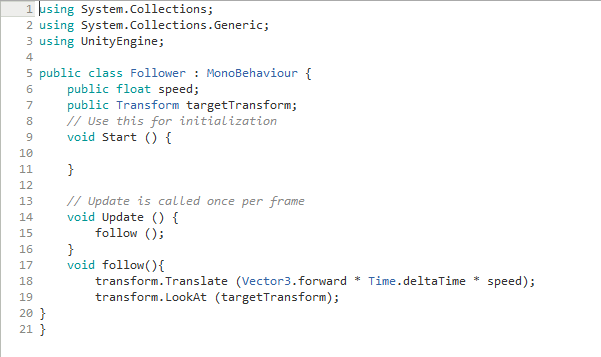 1 using System.Collections;
2 using System.Collections.Generic;
3 using UnityEngine;
4
5 public class Follower : MonoBehaviour {
6     public float speed;
7     public Transform targetTransform;
8     // Use this for initialization
9     void Start () {
10
11     }
12
13     // Update is called once per frame
14     void Update () {
15         follow ();
16     }
17     void follow(){
18         transform.Translate (Vector3.forward * Time.deltaTime * speed);
19         transform.LookAt (targetTransform);
20 }
21 }